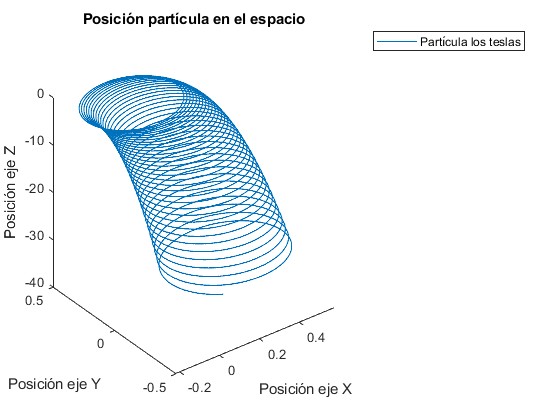 Posición partícula en el espacio
Partícula los teslas
Posición eje Z
0
-10
-20
-30
-40
0.5
0
-0.5
Posición eje Y
-0.2
0
0.2
0.4
Posición eje X